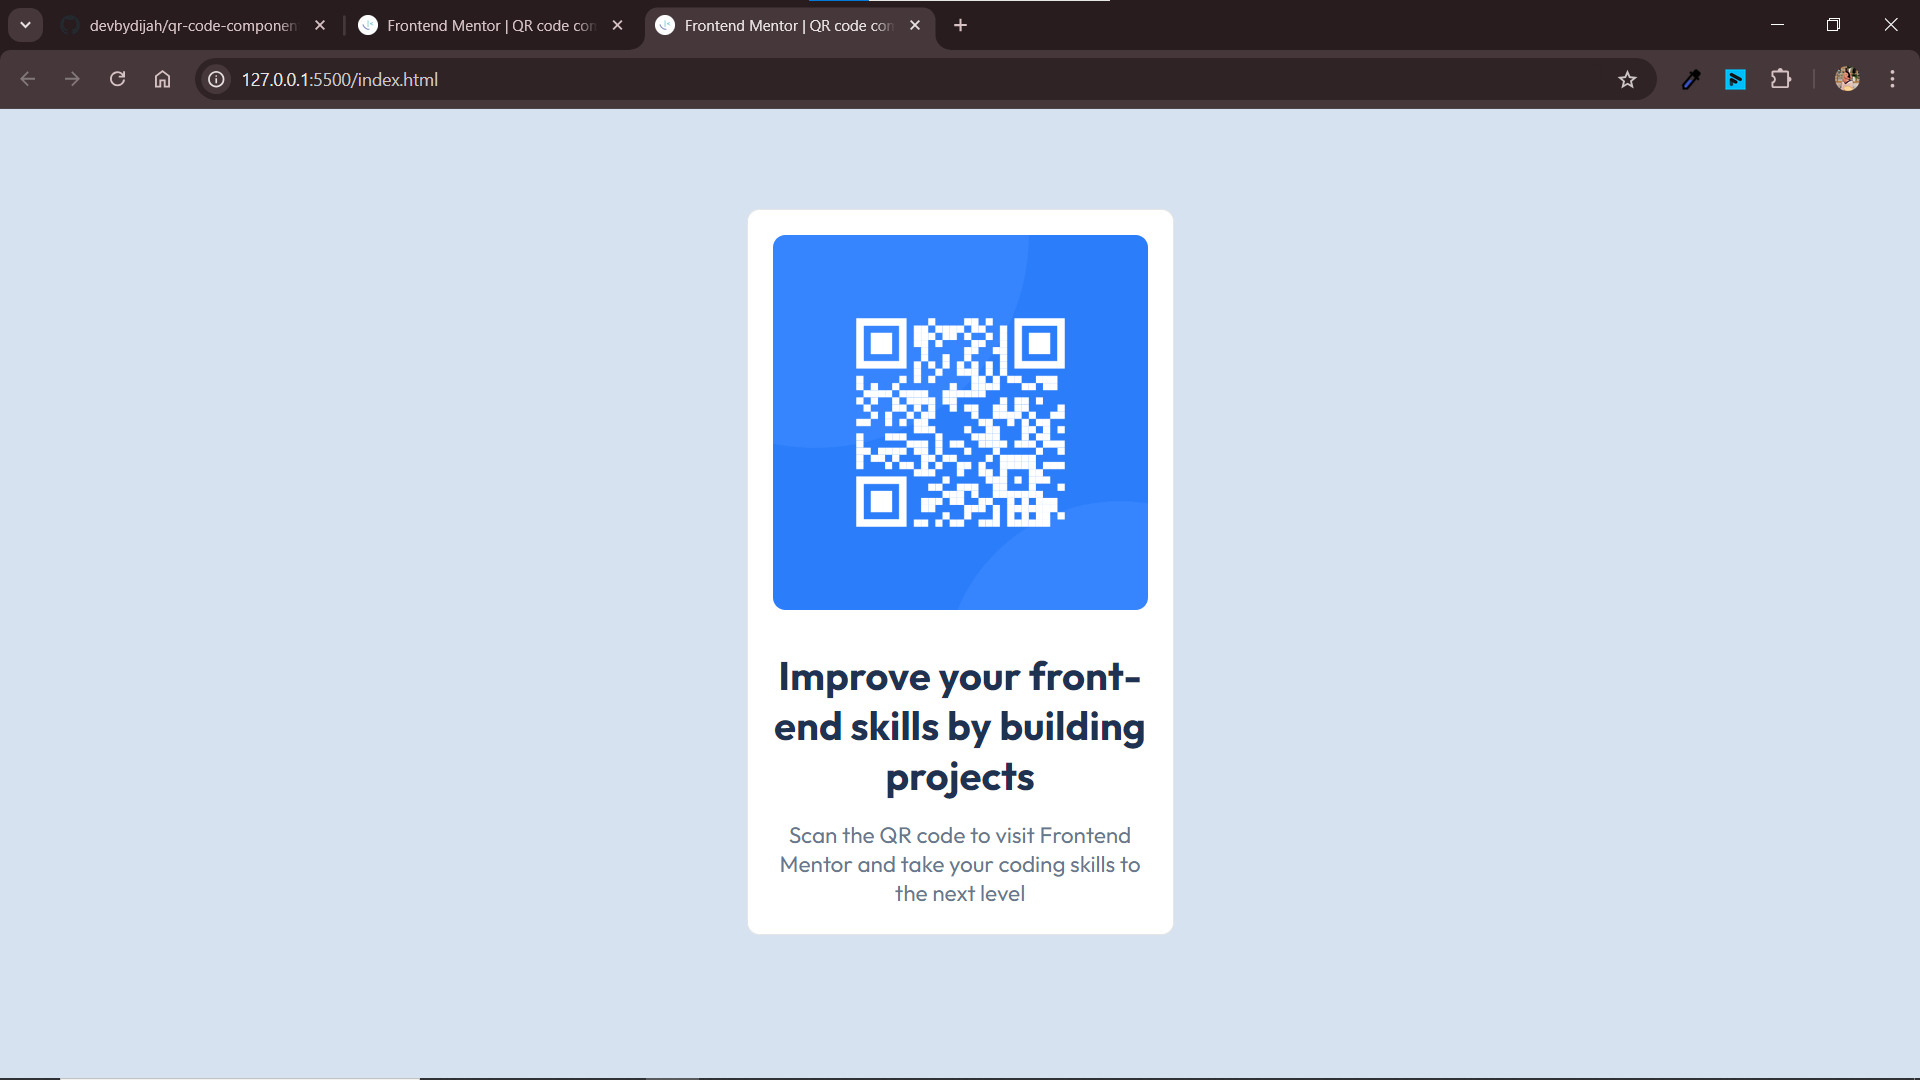 devbydijah/qr-code-componen
Frontend Mentor | QR code con
Frontend Mentor | QR code con
127.0.0.1:5500/index.html
Improve your front-
end skills by building
projects
Scan the QR code to visit Frontend
Mentor and take your coding skills to
the next level